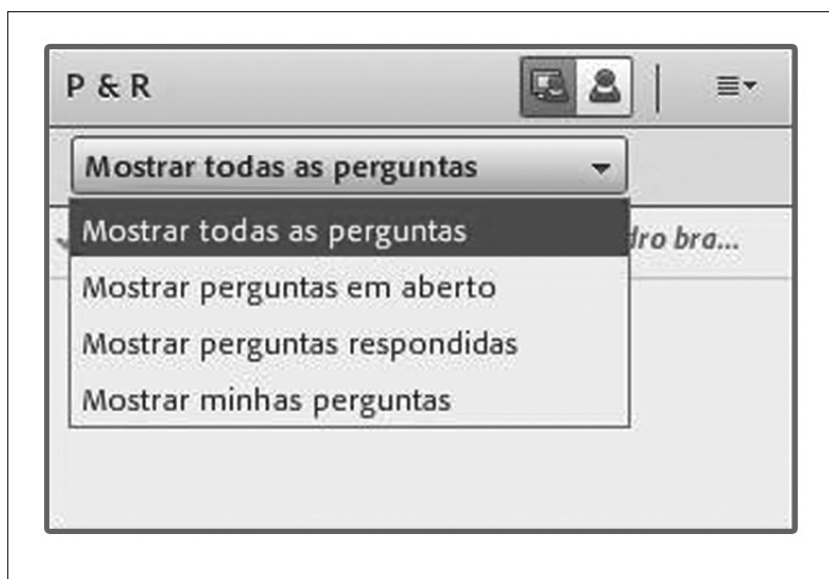 P & R
Mostrar todas as perguntas
Mostrar todas as perguntas
dro bra...
Mostrar perguntas em aberto
Mostrar perguntas respondidas
Mostrar minhas perguntas